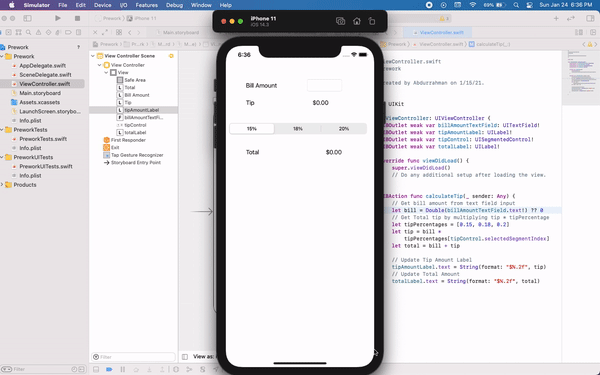 Simulator
Sun Jan 24 6:36 PM
69%
Prework
iPhone 11
iPhone 11
iOS 14.3
Main.storyboard
ViewController.swift
Prework
Prework
AppDelegate.swift
SceneDelegate.swift
ViewController.swift
Main.storyboard
Assets.xcassets
LaunchScreen.storybo...
Info.plist
PreworkTests
PreworkTests.swift
Info.plist
PreworkUITests
PreworkUITests.swift
Info.plist
Products
View Controller Scene
View Controller
View
Safe Area
Total
Bill Amount
Tip
tipAmountLabel
billAmountTextFi...
tipControl
totalLabel
First Responder
Exit
Tap Gesture Recognizer
Storyboard Entry Point
6:36
Bill Amount
Tip
$0.00
15%
18%
20%
Total
$0.00
ViewController.swift
calculateTip(_:)
ViewController.swift
ework
eated by Abdurrahman on 1/15/21.
UIKit
ViewController: UIViewController {
BOutlet weak var billAmountTextField: UITextField!
BOutlet weak var tipAmountLabel: UILabel!
BOutlet weak var tipControl: UISegmentedControl!
BOutlet weak var totalLabel: UILabel!
erride func viewDidLoad() {
super.viewDidLoad()
// Do any additional setup after loading the view.
BAction func calculateTip(_ sender: Any) {
// Get bill amount from text field input
let bill = Double(billAmountTextField.text!) ?? 0
// Get Total tip by multiplying tip * tipPercentage
let tipPercentages = [0.15, 0.18, 0.2]
let tip = bill *
tipPercentages[tipControl.selectedSegmentIndex]
let total = bill + tip
// Update Tip Amount Label
tipAmountLabel.text = String(format: "$%.2f", tip)
// Update Total Amount
totalLabel.text = String(format: "$%.2f", total)
Filter
Filter
View as: